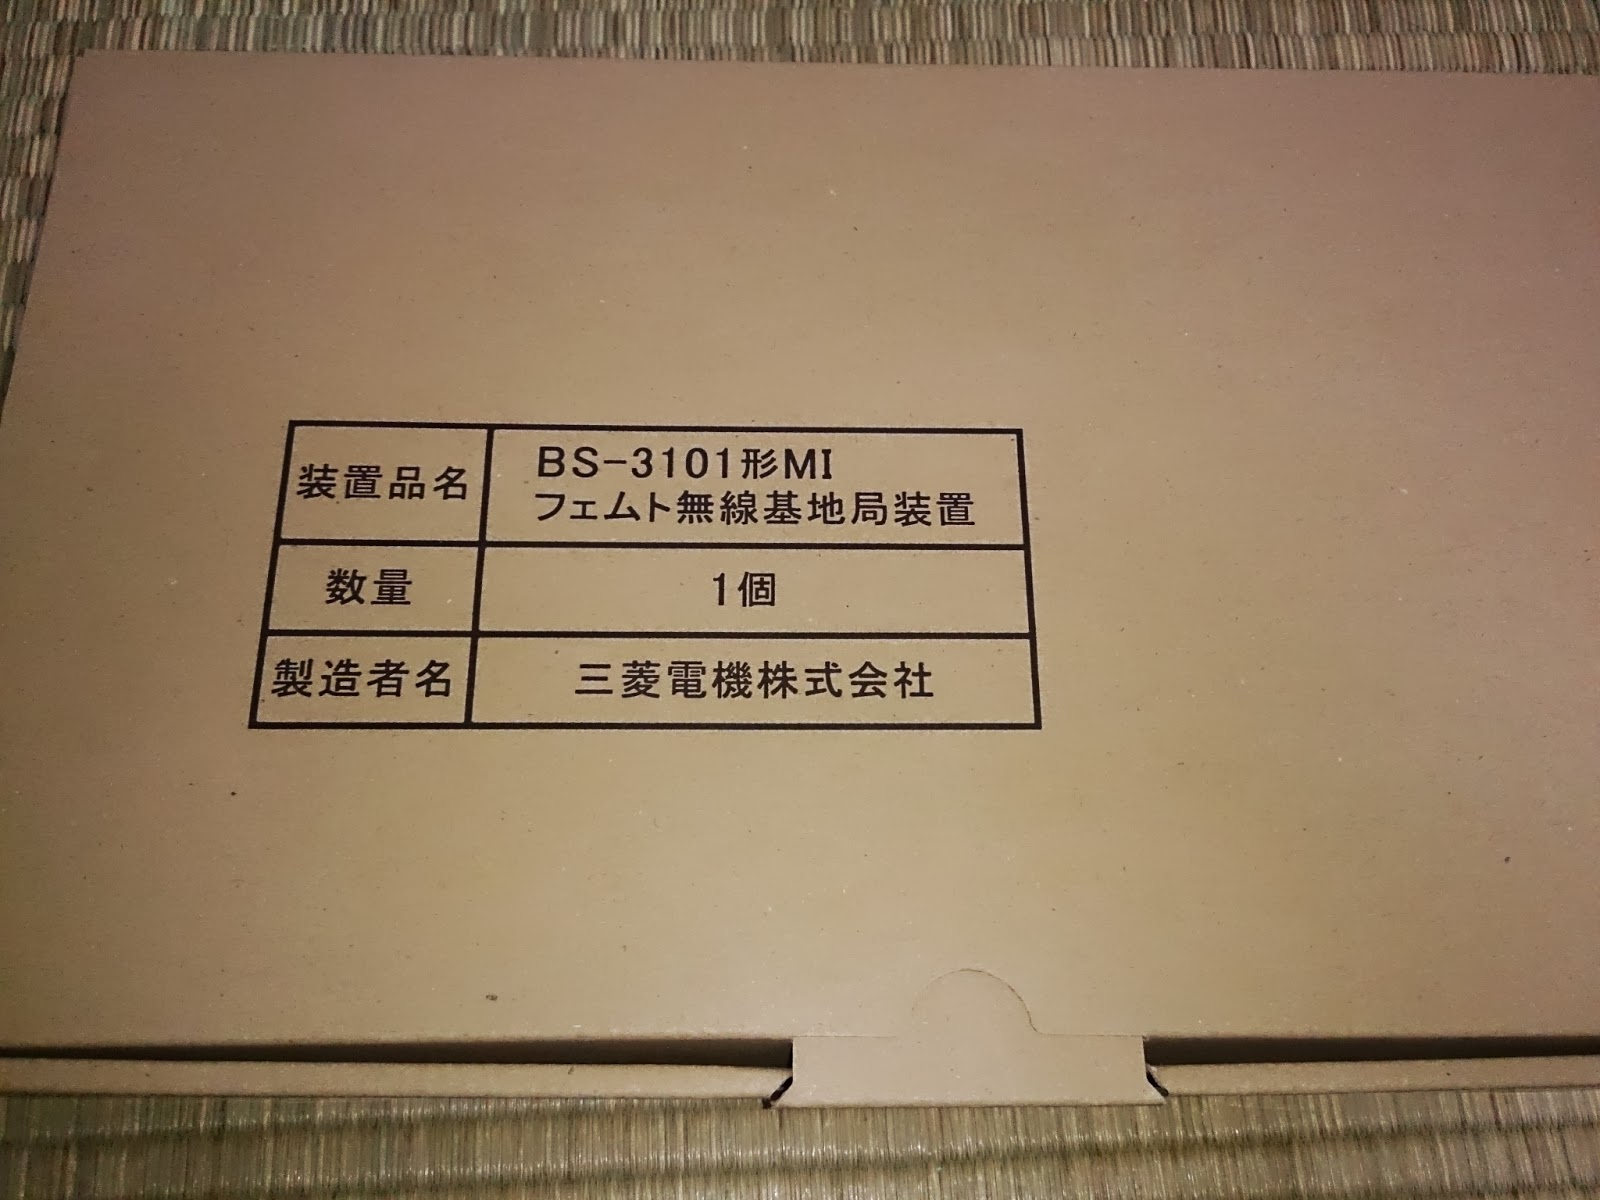 装置品名
BS-3101形MI
フェムト無線基地局装置
数量
1個
製造者名
三菱電機株式会社